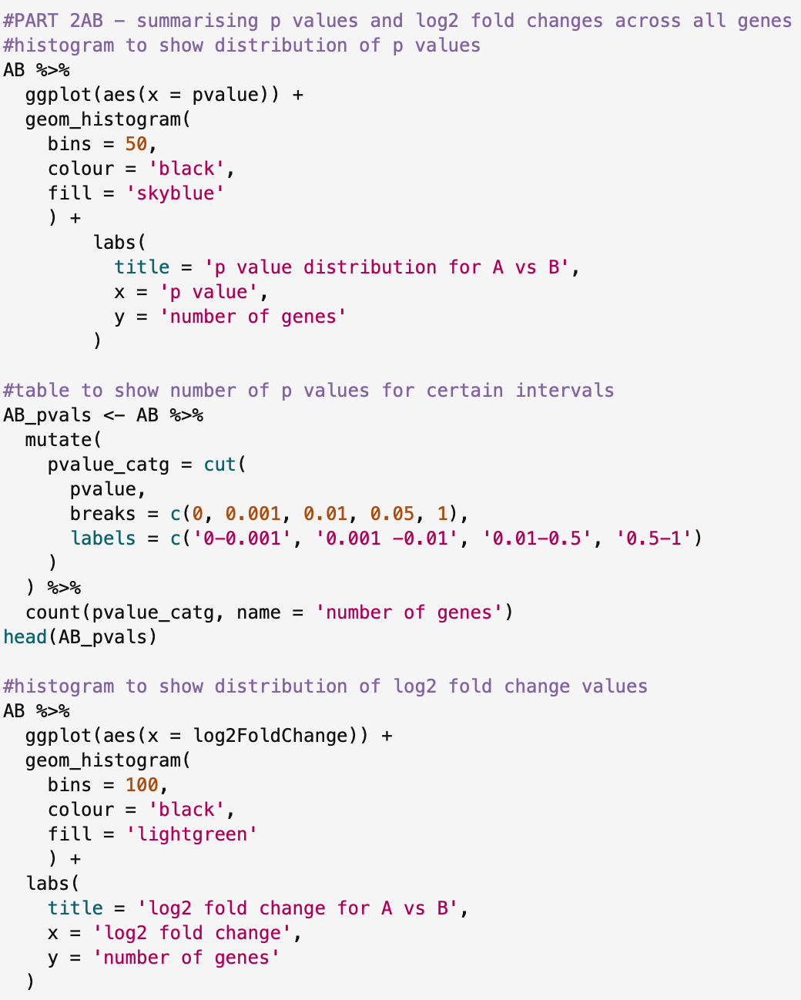 #PART 2AB – summarising p values and log2 fold changes across all genes
#histogram to show distribution of p values
AB %>%
  ggplot(aes(x = pvalue)) +
  geom_histogram(
    bins = 50,
    colour = 'black',
    fill = 'skyblue'
    ) +
        labs(
          title = 'p value distribution for A vs B',
          x = 'p value',
          y = 'number of genes'
        )

#table to show number of p values for certain intervals
AB_pvals <- AB %>%
  mutate(
    pvalue_catg = cut(
      pvalue,
      breaks = c(0, 0.001, 0.01, 0.05, 1),
      labels = c('0-0.001', '0.001 -0.01', '0.01-0.5', '0.5-1')
    )
  ) %>%
  count(pvalue_catg, name = 'number of genes')
head(AB_pvals)

#histogram to show distribution of log2 fold change values
AB %>%
  ggplot(aes(x = log2FoldChange)) +
  geom_histogram(
    bins = 100,
    colour = 'black',
    fill = 'lightgreen'
    ) +
  labs(
    title = 'log2 fold change for A vs B',
    x = 'log2 fold change',
    y = 'number of genes'
  )